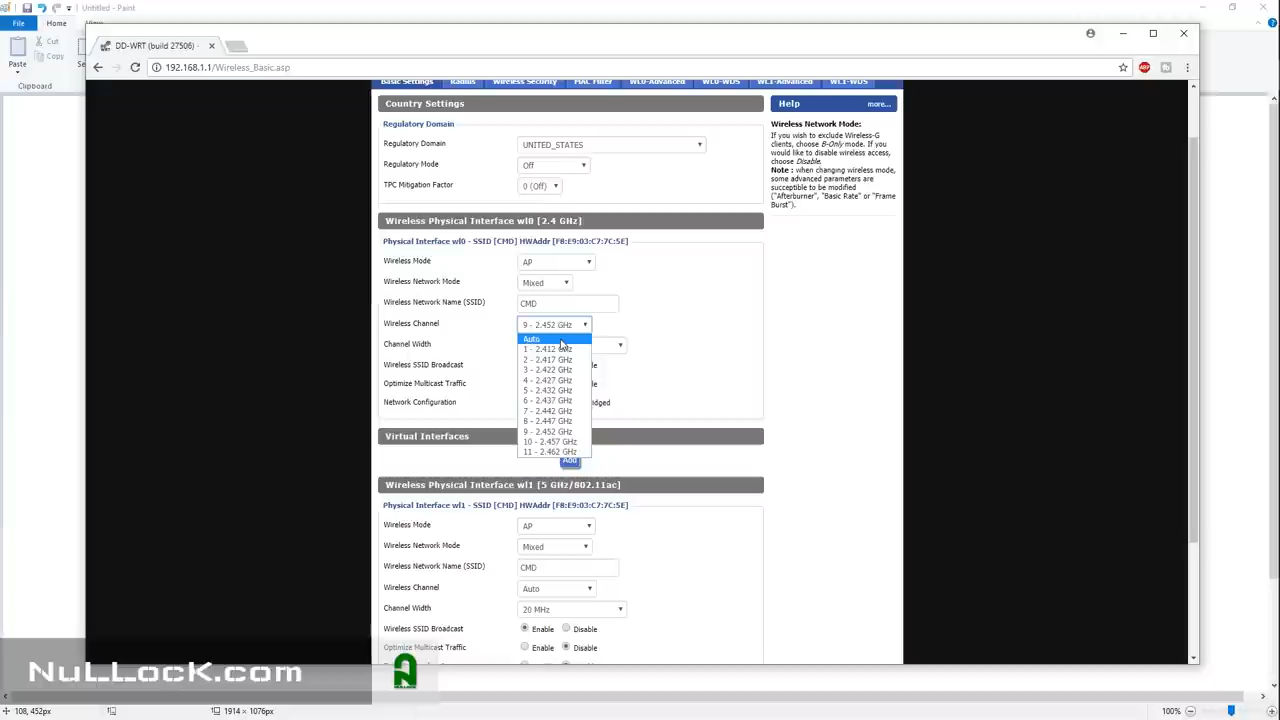 Untitled - Paint
File
Home
View
Paste
Cut
Copy
Clipboard
DD-WRT (build 27506) -
192.168.1.1/Wireless_Basic.asp
Basic Settings Radius Wireless Security MAC Filter WL0-Advanced WL0-WDS WL1-Advanced WL1-WDS
Country Settings
Regulatory Domain
Regulatory Domain UNITED_STATES
Regulatory Mode Off
TPC Mitigation Factor 0 (Off)
Wireless Physical Interface wl0 [2.4 GHz]
Physical Interface wl0 - SSID [CMD] HWAddr [F8:E9:03:C7:7C:5E]
Wireless Mode AP
Wireless Network Mode Mixed
Wireless Network Name (SSID) CMD
Wireless Channel 9 - 2.452 GHz
Auto
1 - 2.412 GHz
2 - 2.417 GHz
3 - 2.422 GHz
4 - 2.427 GHz
5 - 2.432 GHz
6 - 2.437 GHz
7 - 2.442 GHz
8 - 2.447 GHz
9 - 2.452 GHz
10 - 2.457 GHz
11 - 2.462 GHz
Channel Width
Wireless SSID Broadcast
Optimize Multicast Traffic
Network Configuration
Virtual Interfaces
Add
Wireless Physical Interface wl1 [5 GHz/802.11ac]
Physical Interface wl1 - SSID [CMD] HWAddr [F8:E9:03:C7:7C:5E]
Wireless Mode AP
Wireless Network Mode Mixed
Wireless Network Name (SSID) CMD
Wireless Channel Auto
Channel Width 20 MHz
Wireless SSID Broadcast Enable Disable
Optimize Multicast Traffic Enable Disable
Help more...
Wireless Network Mode:
If you wish to exclude Wireless-G
clients, choose B-Only mode. If you
would like to disable wireless access,
choose Disable.
Note : when changing wireless mode,
some advanced parameters are
susceptible to be modified
("Afterburner", "Basic Rate" or "Frame
Burst").
ABP
NuLLock.com
108, 452px
1914 × 1076px
100%